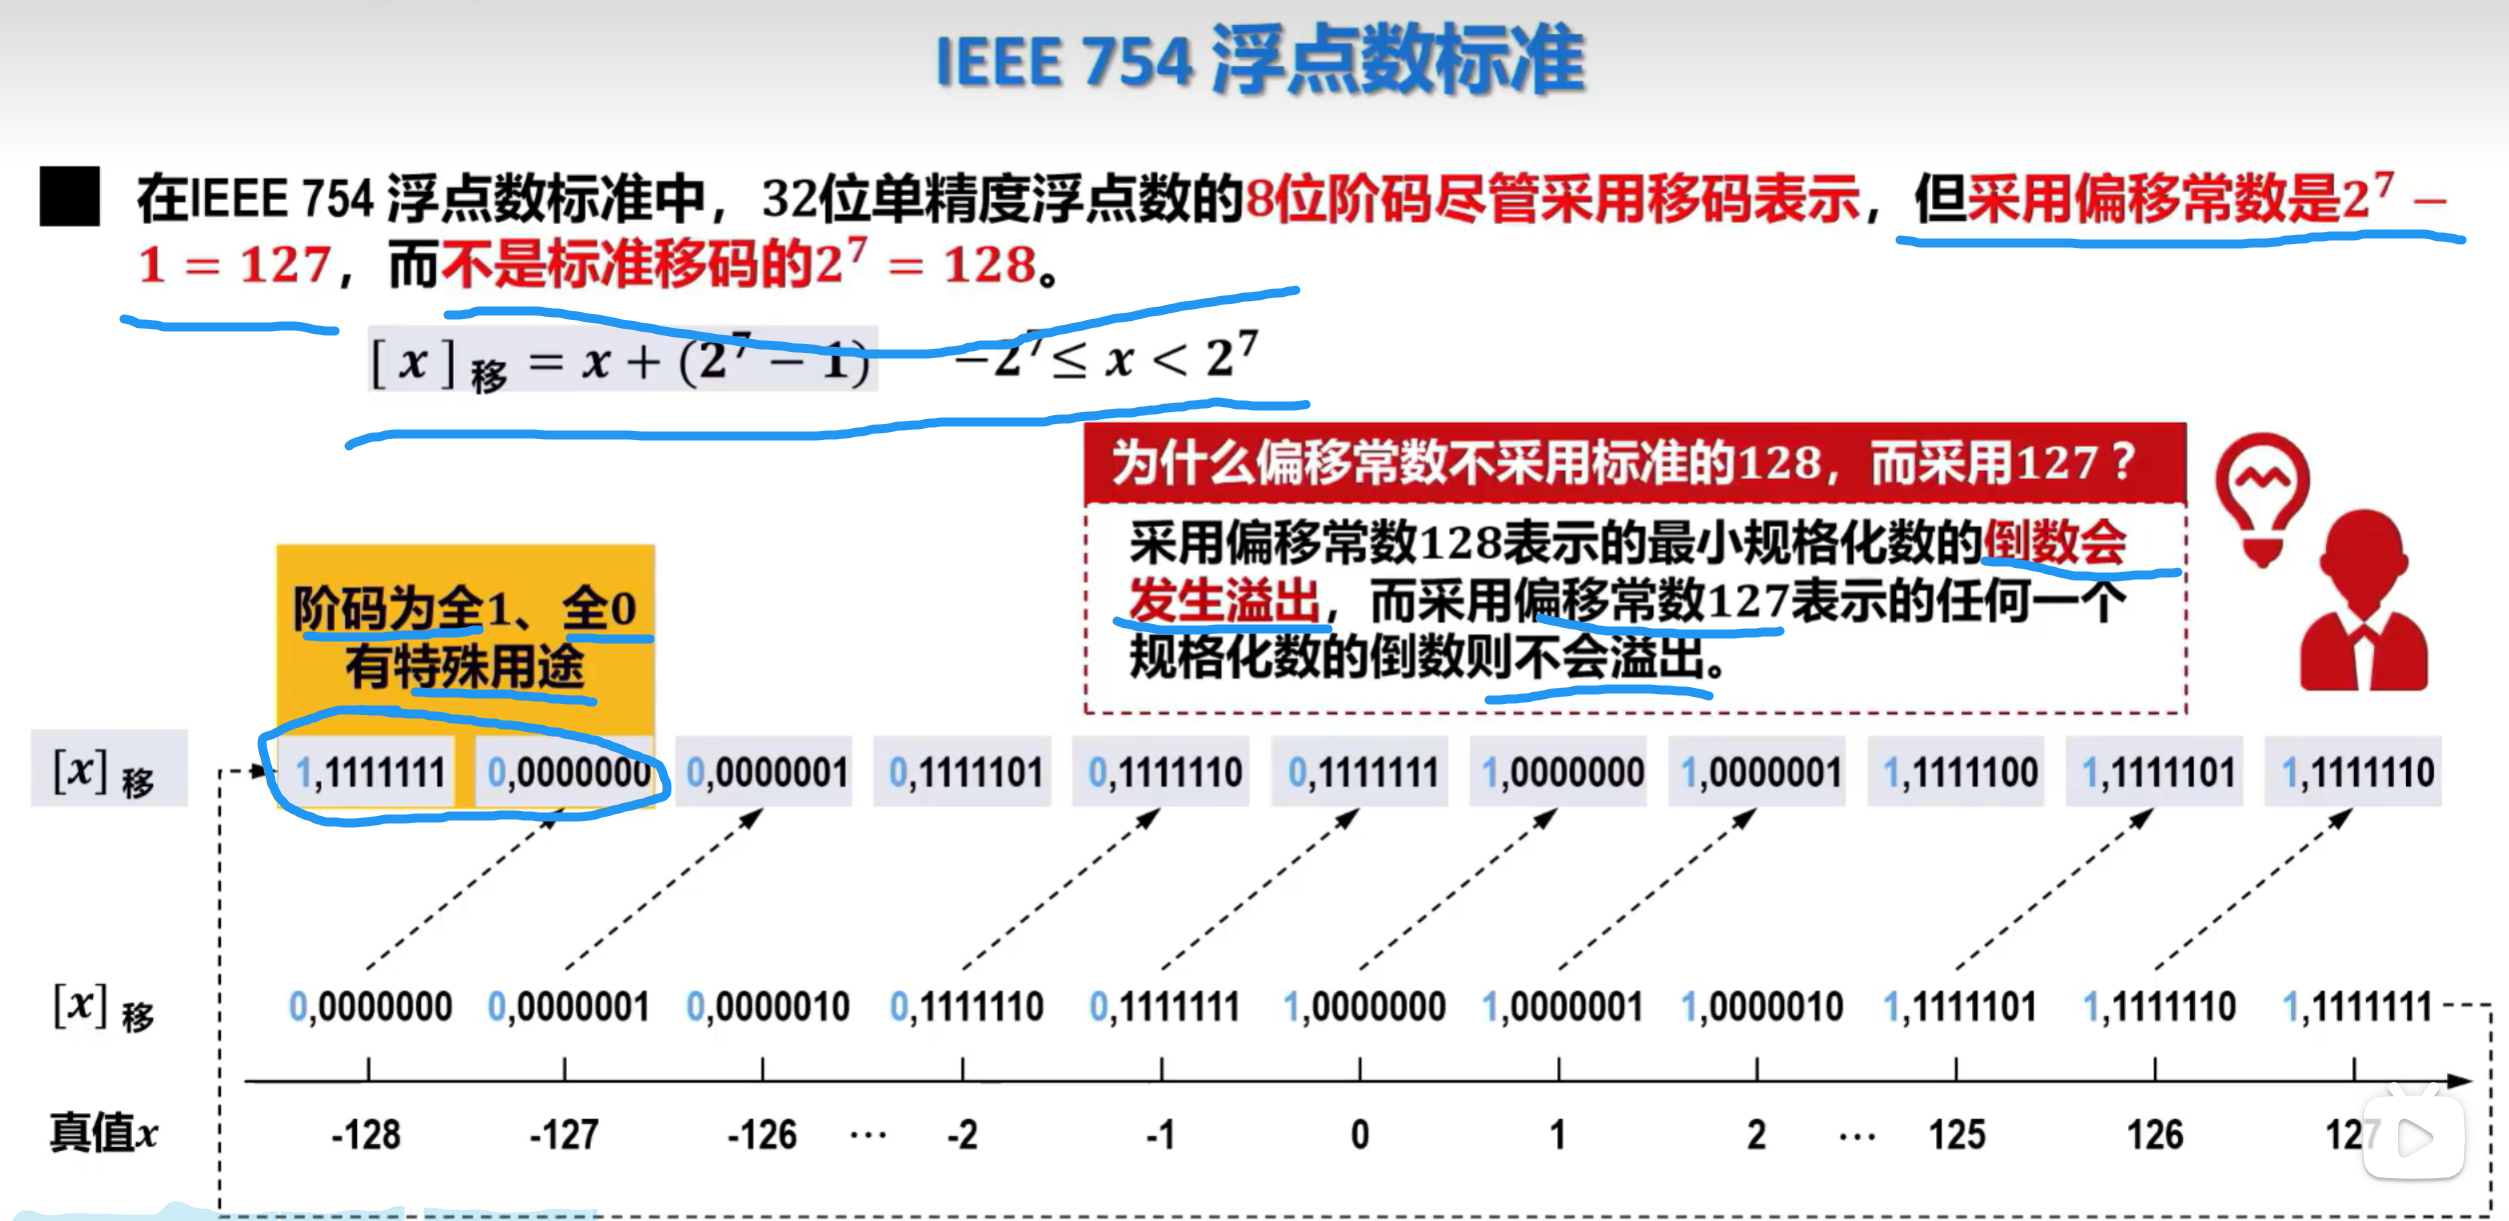 IEEE 754 浮点数标准
在IEEE 754 浮点数标准中，32位单精度浮点数的8位阶码尽管采用移码表示，但采用偏移常数是2⁷ −
1 = 127，而不是标准移码的2⁷ = 128。
[ x ] 移 = x + (2⁷ − 1) −2⁷ ≤ x < 2⁷
为什么偏移常数不采用标准的128，而采用127？
采用偏移常数128表示的最小规格化数的倒数会
发生溢出，而采用偏移常数127表示的任何一个
规格化数的倒数则不会溢出。
阶码为全1、全0
有特殊用途
[x] 移 1,1111111 0,0000000 0,0000001 0,1111101 0,1111110 0,1111111 1,0000000 1,0000001 1,1111100 1,1111101 1,1111110
[x] 移 0,0000000 0,0000001 0,0000010 0,1111110 0,1111111 1,0000000 1,0000001 1,0000010 1,1111101 1,1111110 1,1111111
真值x -128 -127 -126 ⋯ -2 -1 0 1 2 ⋯ 125 126 127